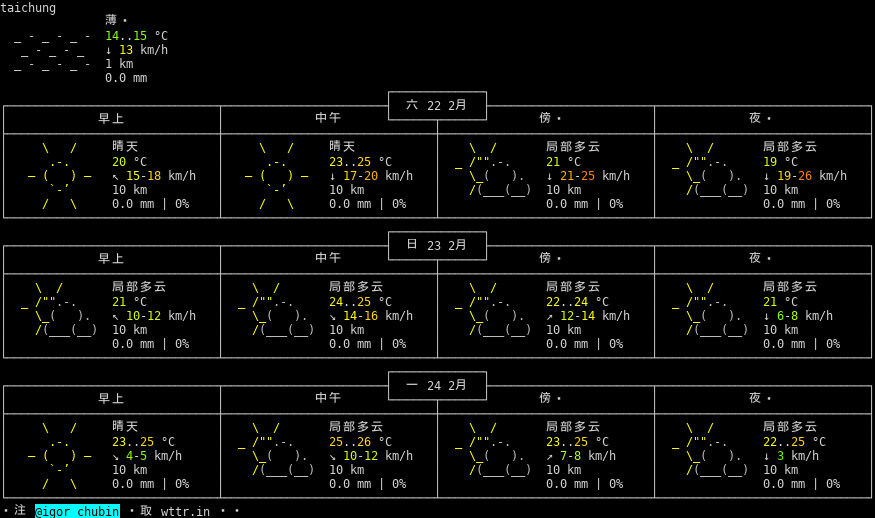 taichung
薄
14..15 °C
↓ 13 km/h
1 km
0.0 mm
六 22 2月
早上 中午 傍 夜
晴天 晴天 局部多云 局部多云
20 °C 23..25 °C 21 °C 19 °C
↖ 15-18 km/h ↓ 17-20 km/h ↓ 21-25 km/h ↓ 19-26 km/h
10 km 10 km 10 km 10 km
0.0 mm | 0% 0.0 mm | 0% 0.0 mm | 0% 0.0 mm | 0%
日 23 2月
早上 中午 傍 夜
局部多云 局部多云 局部多云 局部多云
21 °C 24..25 °C 22..24 °C 21 °C
↖ 10-12 km/h ↘ 14-16 km/h ↗ 12-14 km/h ↓ 6-8 km/h
10 km 10 km 10 km 10 km
0.0 mm | 0% 0.0 mm | 0% 0.0 mm | 0% 0.0 mm | 0%
一 24 2月
早上 中午 傍 夜
晴天 局部多云 局部多云 局部多云
23..25 °C 25..26 °C 23..25 °C 22..25 °C
↘ 4-5 km/h ↘ 10-12 km/h ↗ 7-8 km/h ↓ 3 km/h
10 km 10 km 10 km 10 km
0.0 mm | 0% 0.0 mm | 0% 0.0 mm | 0% 0.0 mm | 0%
注 @igor_chubin 取 wttr.in